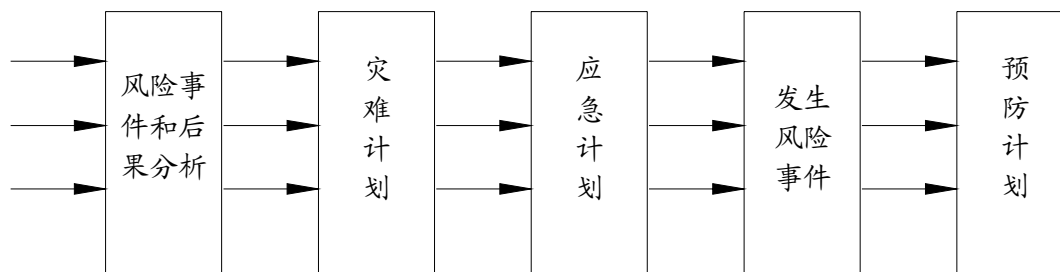 风险事
件和后
果分析
灾
难
计
划
应
急
计
划
发生
风险
事件
预
防
计
划